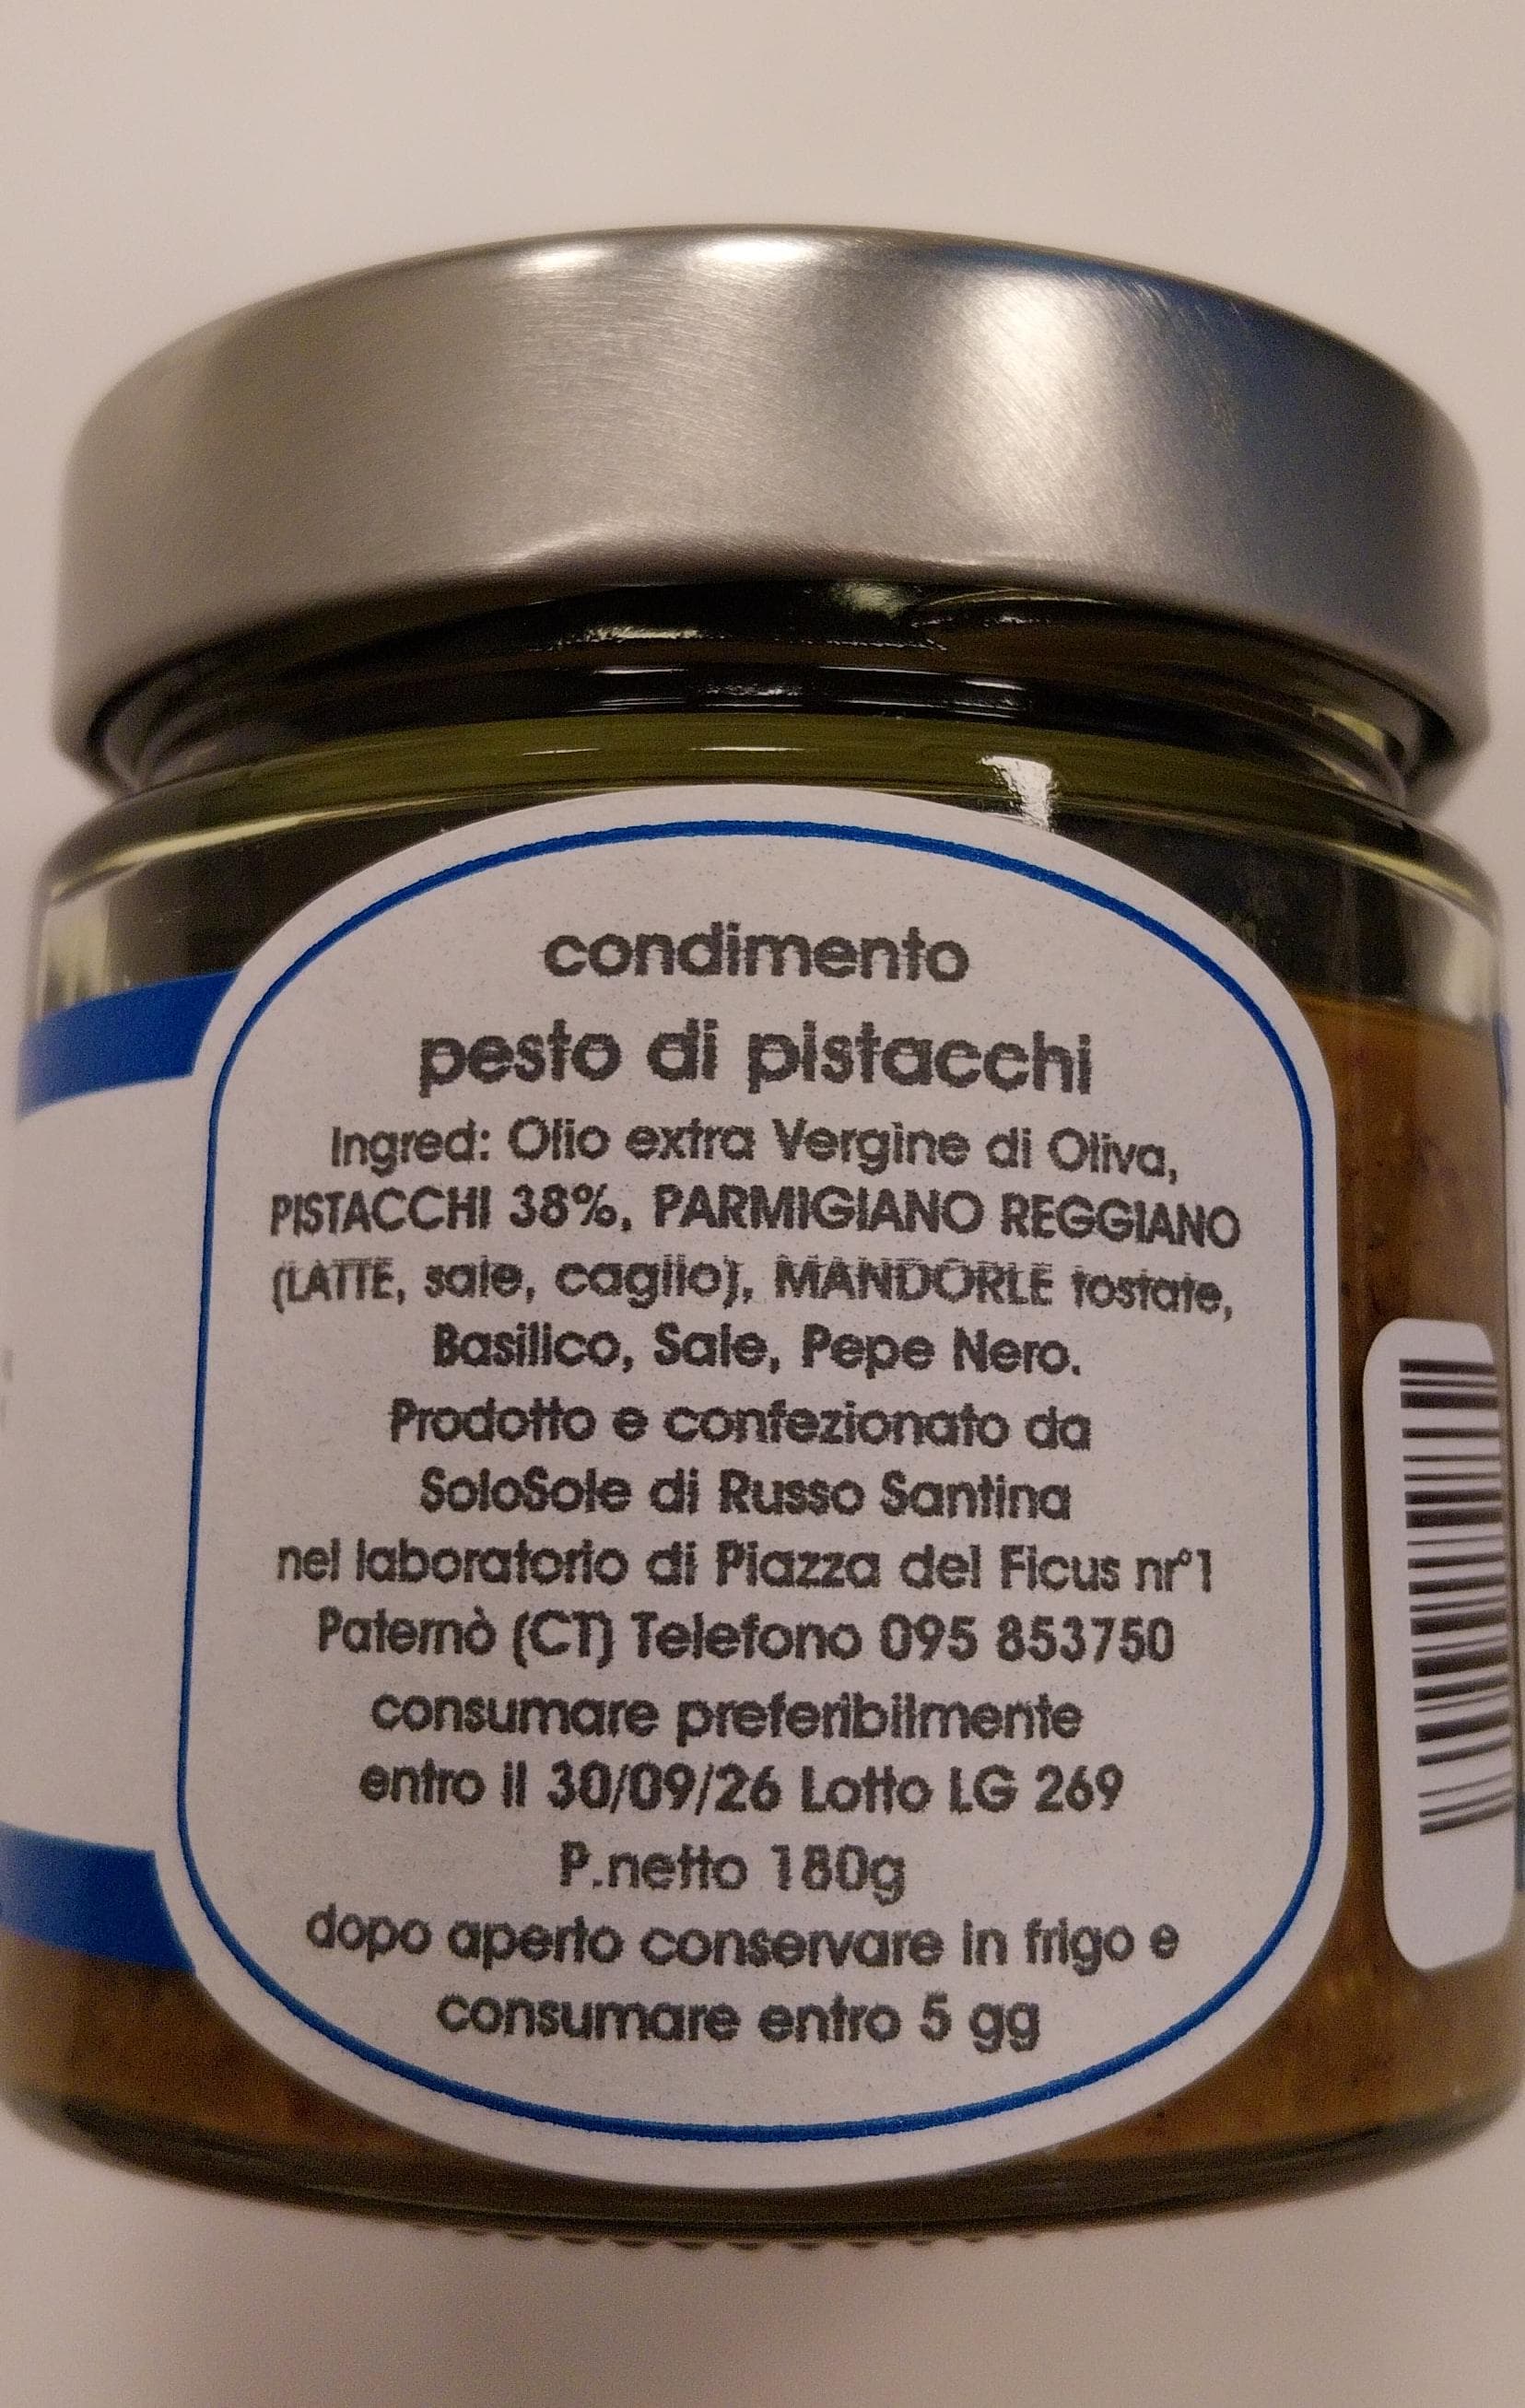 condimento
pesto di pistacchi
Ingred: Olio extra Vergine di Oliva,
PISTACCHI 38%, PARMIGIANO REGGIANO
(LATTE, sale, caglio), MANDORLE tostate,
Basilico, Sale, Pepe Nero.
Prodotto e confezionato da
SoloSole di Russo Santina
nel laboratorio di Piazza del Ficus nr°1
Paternò (CT) Telefono 095 853750
consumare preferibilmente
entro il 30/09/26 Lotto LG 269
P.netto 180g
dopo aperto conservare in frigo e
consumare entro 5 gg